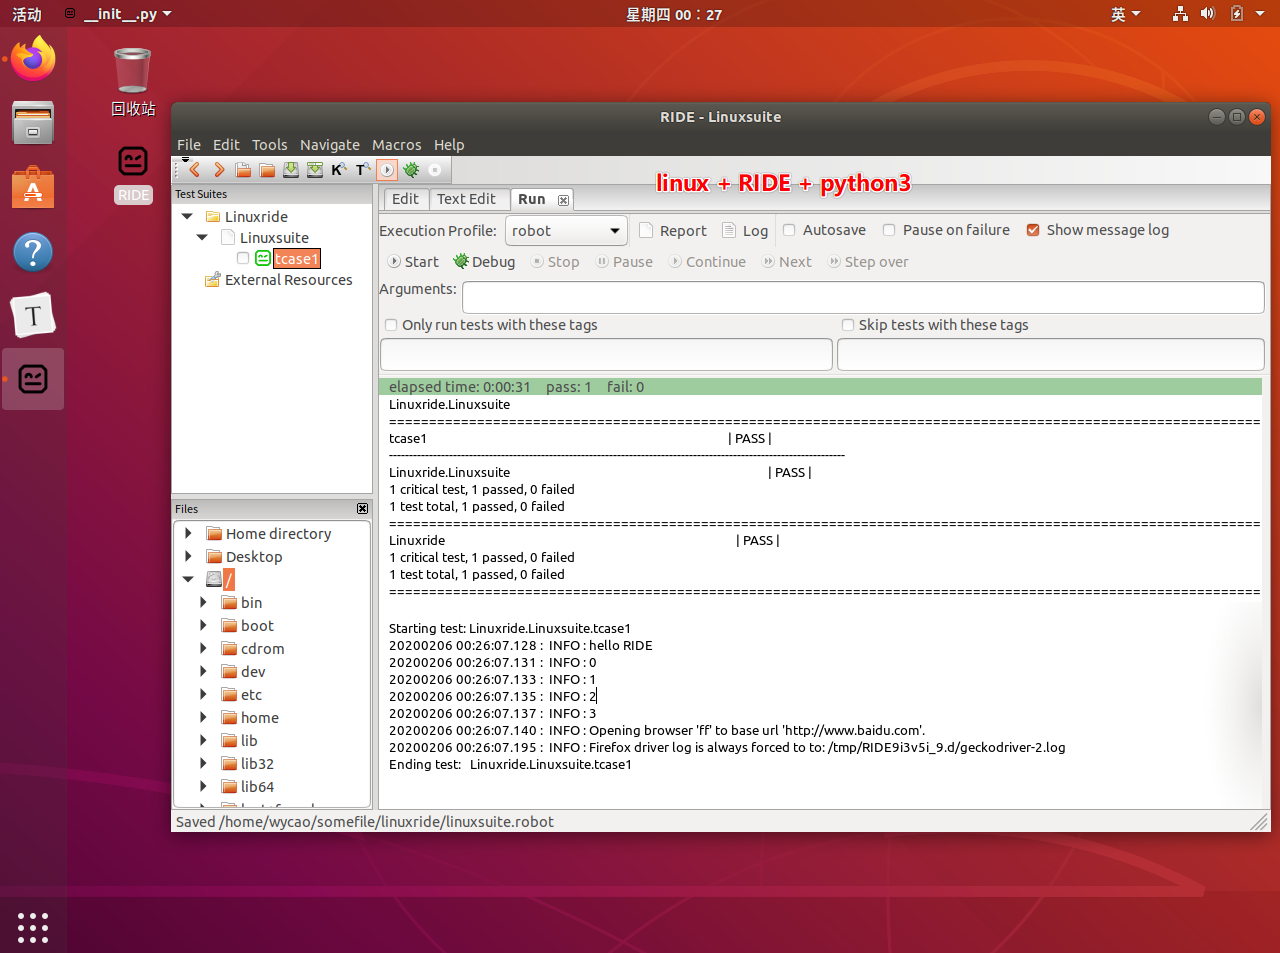 活动 __init__.py 星期四 00：27 英
回收站
RIDE
RIDE - Linuxsuite
File Edit Tools Navigate Macros Help
linux + RIDE + python3
Test Suites
Linuxride
Linuxsuite
tcase1
External Resources
Files
Home directory
Desktop
/
bin
boot
cdrom
dev
etc
home
lib
lib32
lib64
Edit Text Edit Run
Execution Profile: robot Report Log Autosave Pause on failure Show message log
Start Debug Stop Pause Continue Next Step over
Arguments:
Only run tests with these tags Skip tests with these tags
elapsed time: 0:00:31 pass: 1 fail: 0
Linuxride.Linuxsuite
==============================================================================
tcase1 | PASS |
------------------------------------------------------------------------------
Linuxride.Linuxsuite | PASS |
1 critical test, 1 passed, 0 failed
1 test total, 1 passed, 0 failed
==============================================================================
Linuxride | PASS |
1 critical test, 1 passed, 0 failed
1 test total, 1 passed, 0 failed
==============================================================================
Starting test: Linuxride.Linuxsuite.tcase1
20200206 00:26:07.128 : INFO : hello RIDE
20200206 00:26:07.131 : INFO : 0
20200206 00:26:07.133 : INFO : 1
20200206 00:26:07.135 : INFO : 2
20200206 00:26:07.137 : INFO : 3
20200206 00:26:07.140 : INFO : Opening browser 'ff' to base url 'http://www.baidu.com'.
20200206 00:26:07.195 : INFO : Firefox driver log is always forced to to: /tmp/RIDE9i3v5i_9.d/geckodriver-2.log
Ending test: Linuxride.Linuxsuite.tcase1
Saved /home/wycao/somefile/linuxride/linuxsuite.robot